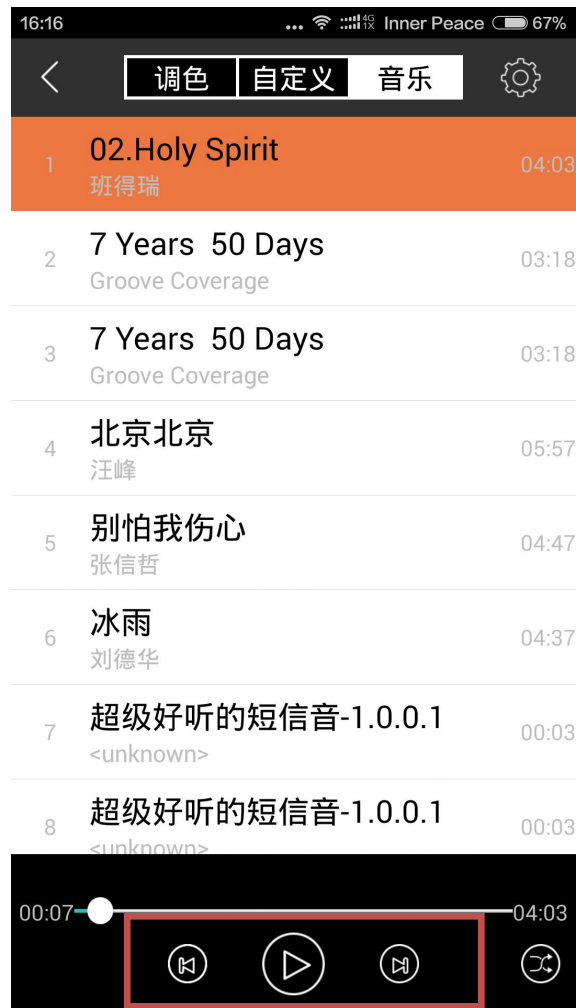 16:16 ... 4G 1X Inner Peace 67%
调色 自定义 音乐
1 02.Holy Spirit 04:03
班得瑞
2 7 Years 50 Days 03:18
Groove Coverage
3 7 Years 50 Days 03:18
Groove Coverage
4 北京北京 05:57
汪峰
5 别怕我伤心 04:47
张信哲
6 冰雨 04:37
刘德华
7 超级好听的短信音-1.0.0.1 00:03
<unknown>
8 超级好听的短信音-1.0.0.1 00:03
<unknown>
00:07 04:03